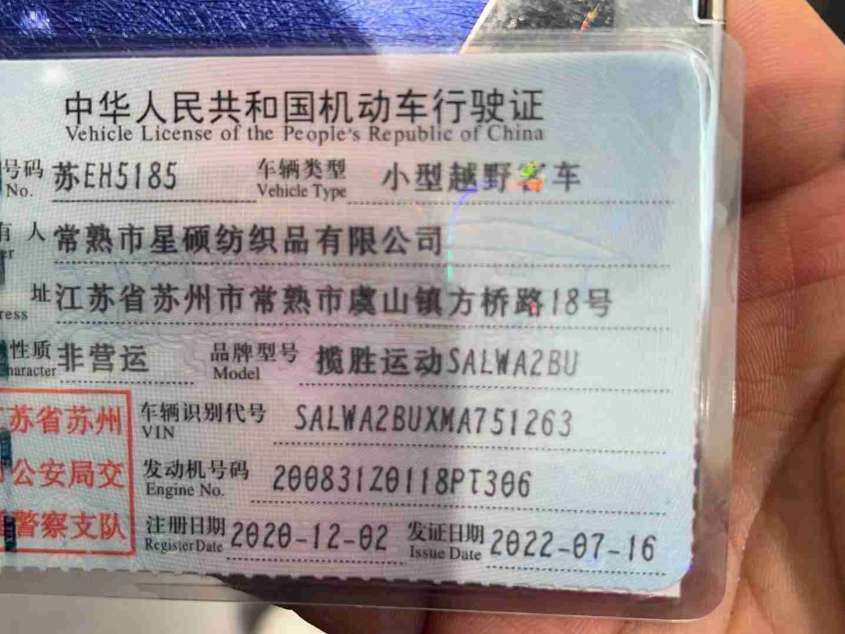 中华人民共和国机动车行驶证
Vehicle License of the People's Republic of China
号码 苏EH5185 车辆类型 小型越野客车
No. Vehicle Type
有 人 常熟市星硕纺织品有限公司
er
址 江苏省苏州市常熟市虞山镇方桥路18号
ress
性质 非营运 品牌型号 揽胜运动SALWA2BU
haracter Model
江苏省苏州 车辆识别代号 SALWA2BUXMA751263
VIN
公安局交 发动机号码 200831Z0118PT306
Engine No.
警察支队 注册日期 2020-12-02 发证日期 2022-07-16
Register Date Issue Date